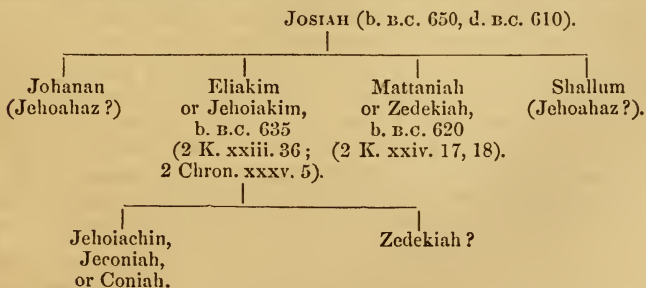 JOSIAH (b. B.C. 650, d. B.C. 610).
Johanan Eliakim Mattaniah Shallum
(Jehoahaz ?) or Jehoiakim, or Zedekiah, (Jehoahaz ?).
b. B.C. 635 b. B.C. 620
(2 K. xxiii. 36 ; (2 K. xxiv. 17, 18).
2 Chron. xxxv. 5).
Jehoiachin, Zedekiah ?
Jeconiah,
or Coniah.